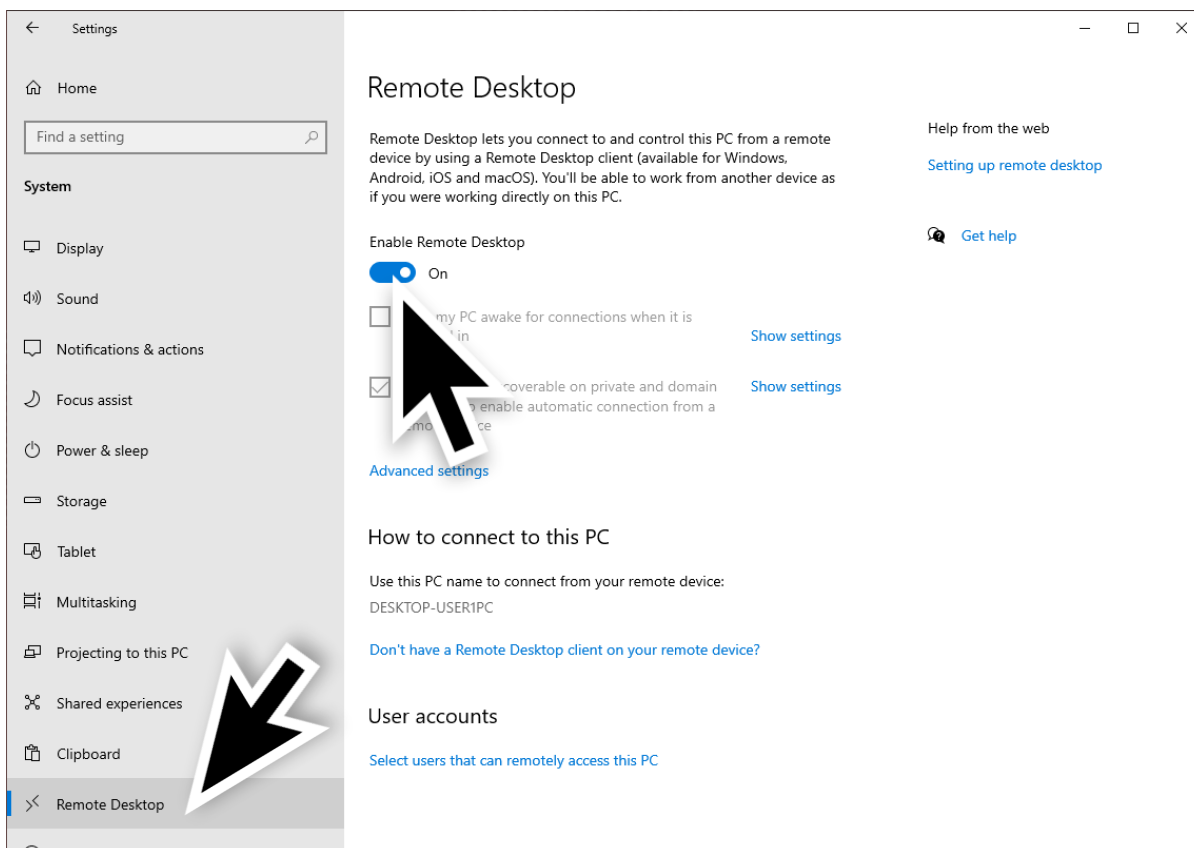 Settings
Home
Find a setting
System
Display
Sound
Notifications & actions
Focus assist
Power & sleep
Storage
Tablet
Multitasking
Projecting to this PC
Shared experiences
Clipboard
Remote Desktop
Remote Desktop
Remote Desktop lets you connect to and control this PC from a remote
device by using a Remote Desktop client (available for Windows,
Android, iOS and macOS). You'll be able to work from another device as
if you were working directly on this PC.
Enable Remote Desktop
On
my PC awake for connections when it is
in
Show settings
on private and domain
enable automatic connection from a
Show settings
Advanced settings
How to connect to this PC
Use this PC name to connect from your remote device:
DESKTOP-USER1PC
Don't have a Remote Desktop client on your remote device?
User accounts
Select users that can remotely access this PC
Help from the web
Setting up remote desktop
Get help